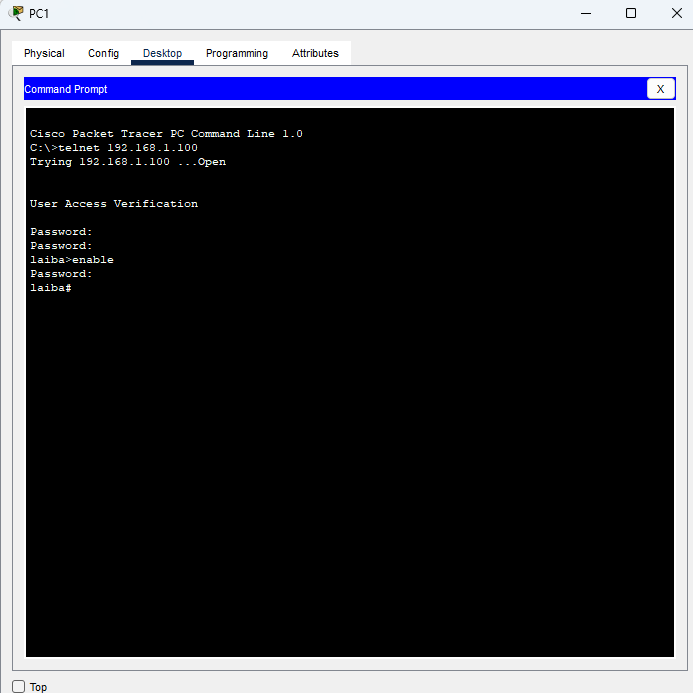 PC1
Physical Config Desktop Programming Attributes
Command Prompt X
Cisco Packet Tracer PC Command Line 1.0
C:\>telnet 192.168.1.100
Trying 192.168.1.100 ...Open
User Access Verification
Password:
Password:
laiba>enable
Password:
laiba#
Top